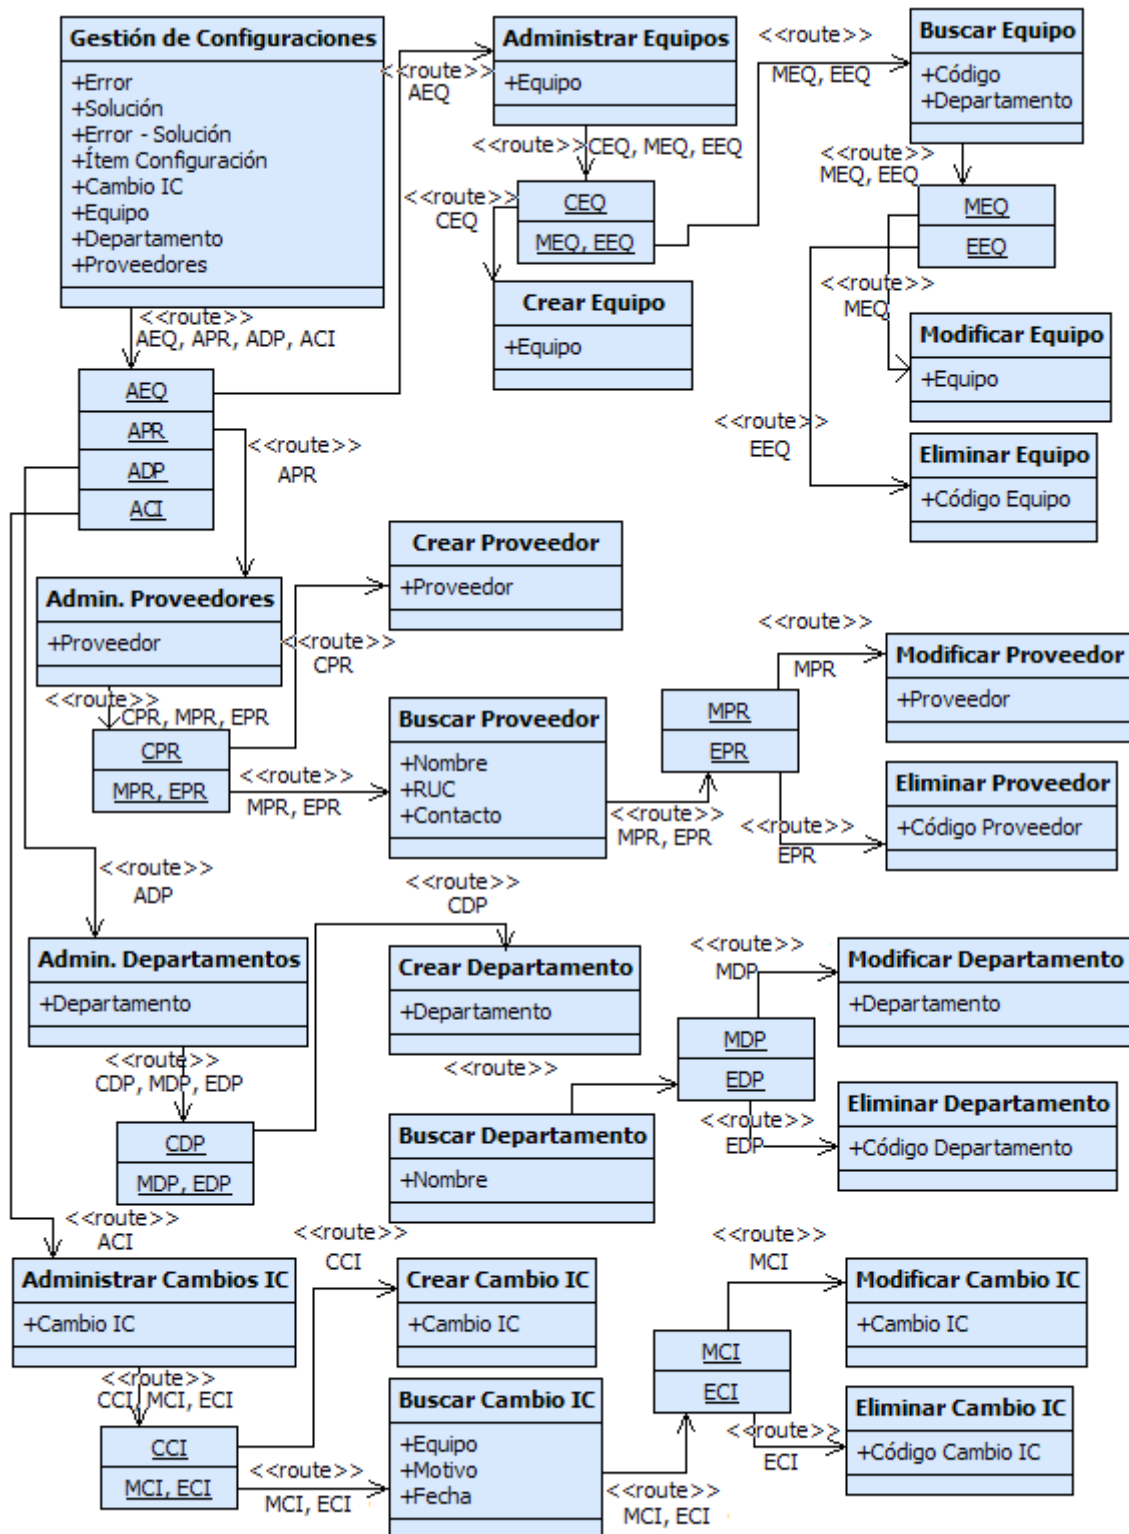 Gestión de Configuraciones
+Error
+Solución
+Error - Solución
+Ítem Configuración
+Cambio IC
+Equipo
+Departamento
+Proveedores
<<route>>
AEQ
Administrar Equipos
+Equipo
<<route>>
MEQ, EEQ
Buscar Equipo
+Código
+Departamento
<<route>>
CEQ, MEQ, EEQ
<<route>>
CEQ
CEQ
MEQ, EEQ
<<route>>
MEQ, EEQ
MEQ
EEQ
Crear Equipo
+Equipo
<<route>>
MEQ
Modificar Equipo
+Equipo
<<route>>
EEQ
Eliminar Equipo
+Código Equipo
<<route>>
AEQ, APR, ADP, ACI
AEQ
APR
ADP
ACI
<<route>>
APR
Admin. Proveedores
+Proveedor
<<route>>
CPR
Crear Proveedor
+Proveedor
<<route>>
CPR, MPR, EPR
CPR
MPR, EPR
<<route>>
MPR, EPR
Buscar Proveedor
+Nombre
+RUC
+Contacto
<<route>>
MPR, EPR
MPR
EPR
<<route>>
MPR
Modificar Proveedor
+Proveedor
<<route>>
EPR
Eliminar Proveedor
+Código Proveedor
<<route>>
ADP
Admin. Departamentos
+Departamento
<<route>>
CDP
Crear Departamento
+Departamento
<<route>>
CDP, MDP, EDP
CDP
MDP, EDP
<<route>>
Buscar Departamento
+Nombre
MDP
EDP
<<route>>
MDP
Modificar Departamento
+Departamento
<<route>>
EDP
Eliminar Departamento
+Código Departamento
<<route>>
ACI
Administrar Cambios IC
+Cambio IC
<<route>>
CCI
Crear Cambio IC
+Cambio IC
<<route>>
CCI, MCI, ECI
CCI
MCI, ECI
<<route>>
MCI, ECI
Buscar Cambio IC
+Equipo
+Motivo
+Fecha
<<route>>
MCI, ECI
MCI
ECI
<<route>>
MCI
Modificar Cambio IC
+Cambio IC
<<route>>
ECI
Eliminar Cambio IC
+Código Cambio IC